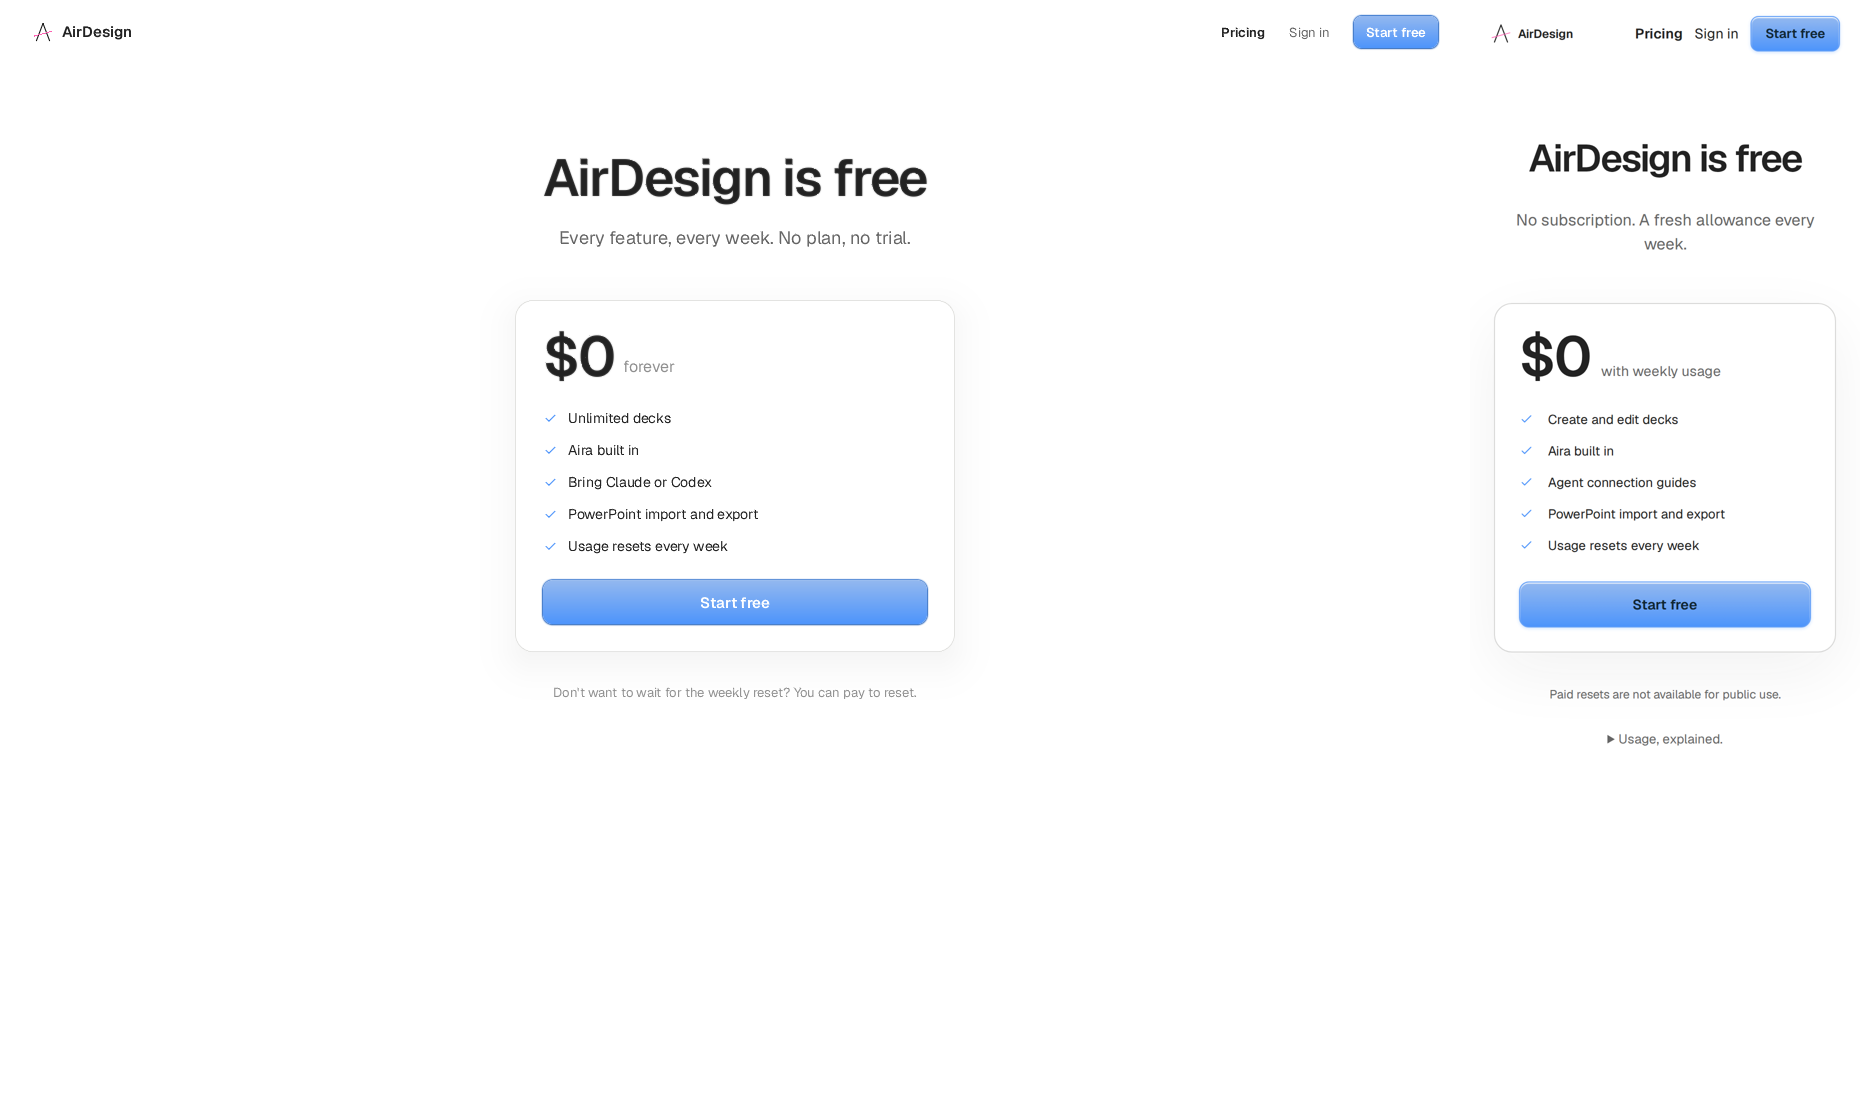 AirDesign
Pricing
Sign in
Start free
AirDesign is free
Every feature, every week. No plan, no trial.
$0 forever
Unlimited decks
Aira built in
Bring Claude or Codex
PowerPoint import and export
Usage resets every week
Start free
Don't want to wait for the weekly reset? You can pay to reset.
AirDesign
Pricing
Sign in
Start free
AirDesign is free
No subscription. A fresh allowance every
week.
$0 with weekly usage
Create and edit decks
Aira built in
Agent connection guides
PowerPoint import and export
Usage resets every week
Start free
Paid resets are not available for public use.
Usage, explained.